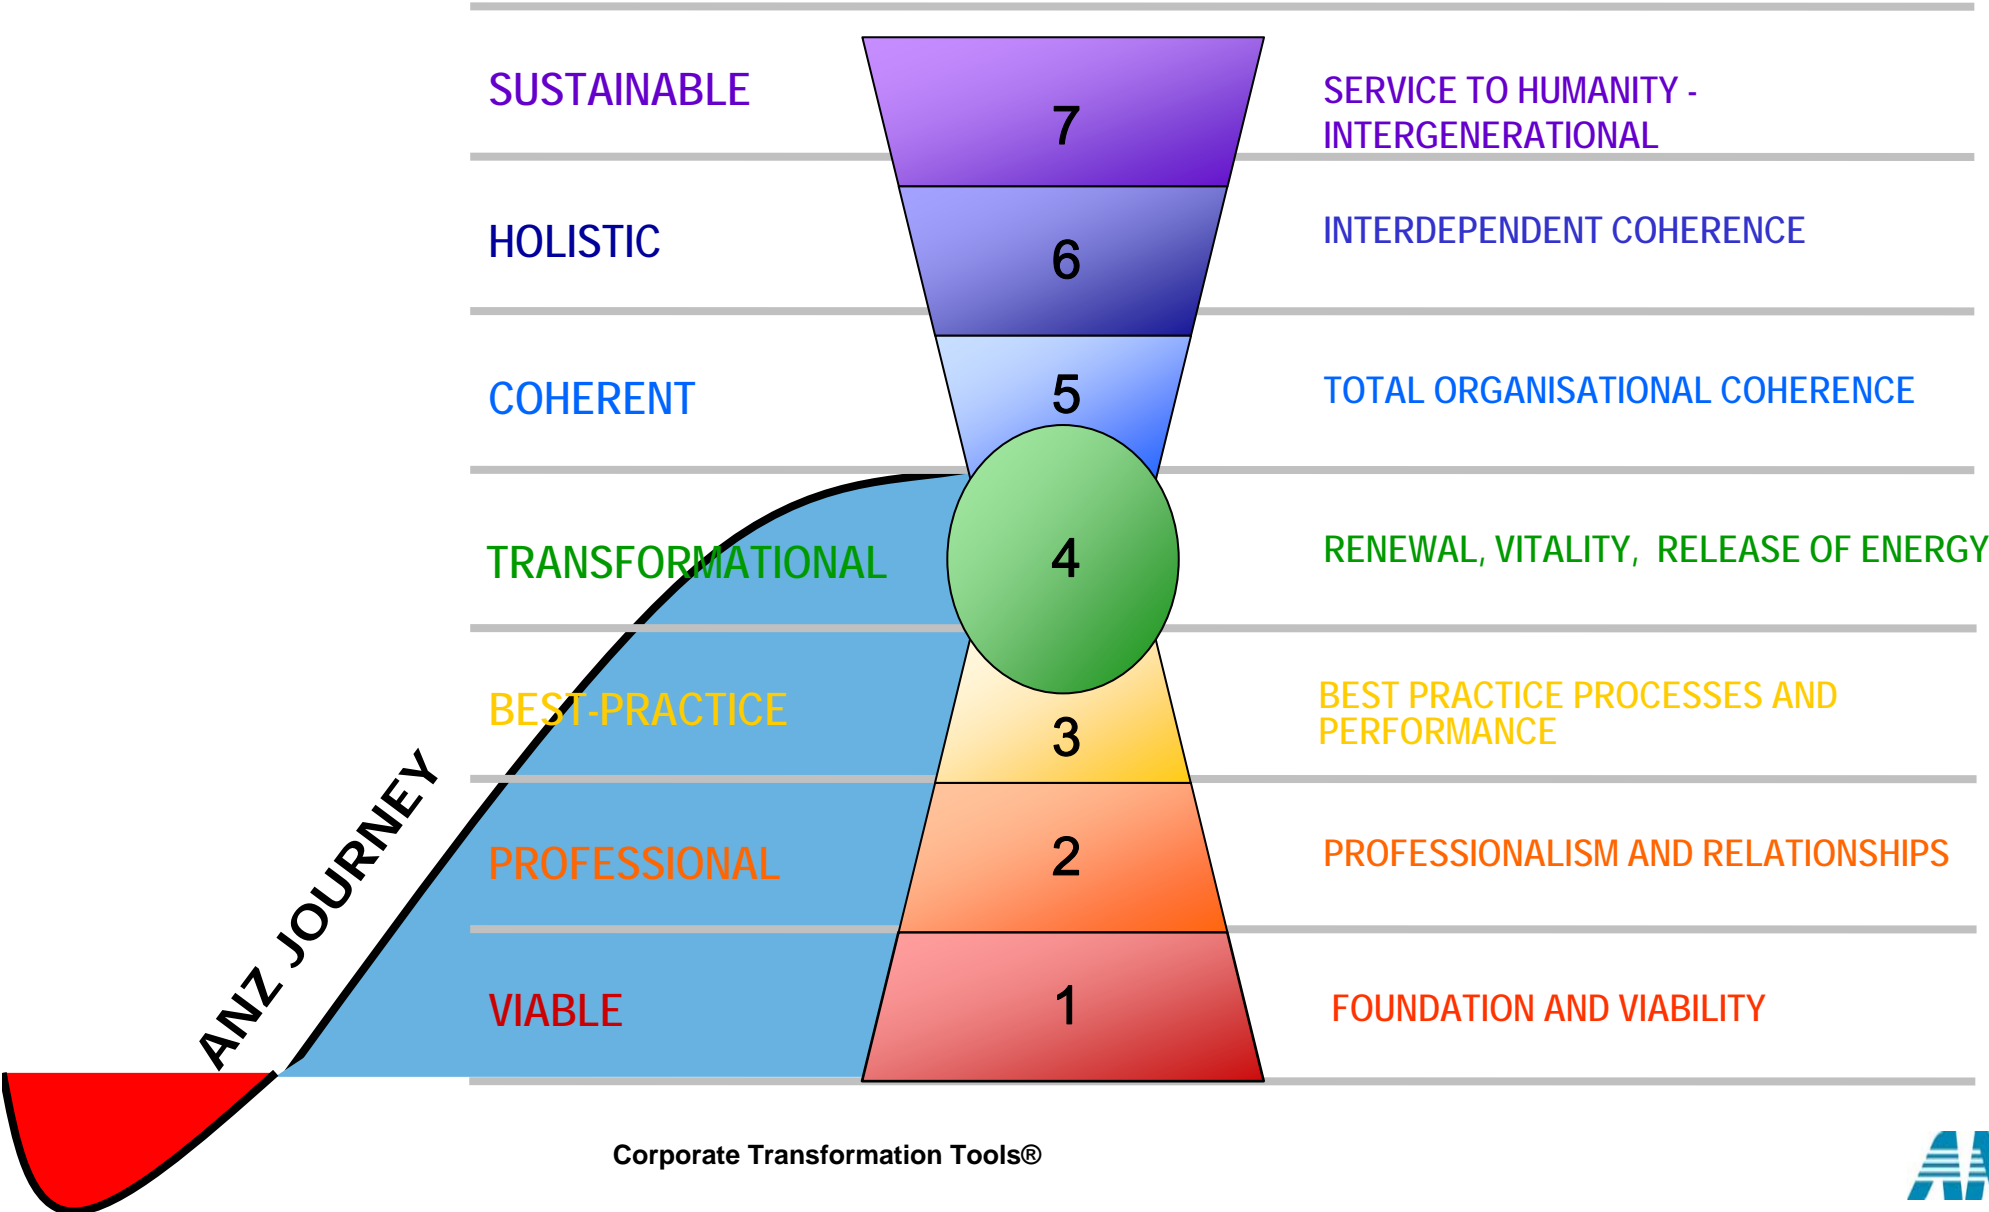 SUSTAINABLE
7
SERVICE TO HUMANITY -
INTERGENERATIONAL
HOLISTIC
6
INTERDEPENDENT COHERENCE
COHERENT
5
TOTAL ORGANISATIONAL COHERENCE
TRANSFORMATIONAL
4
RENEWAL, VITALITY, RELEASE OF ENERGY
BEST-PRACTICE
3
BEST PRACTICE PROCESSES AND
PERFORMANCE
PROFESSIONAL
2
PROFESSIONALISM AND RELATIONSHIPS
VIABLE
1
FOUNDATION AND VIABILITY
ANZ JOURNEY
Corporate Transformation Tools®